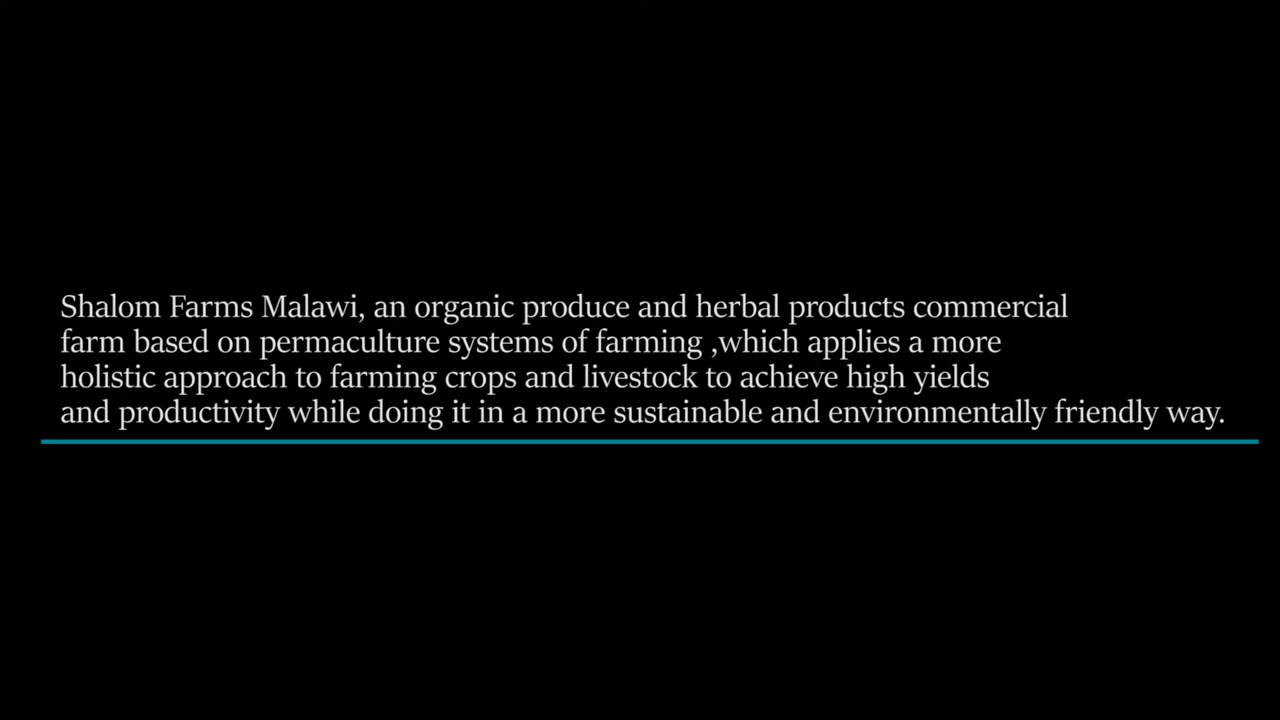 Shalom Farms Malawi, an organic produce and herbal products commercial
farm based on permaculture systems of farming ,which applies a more
holistic approach to farming crops and livestock to achieve high yields
and productivity while doing it in a more sustainable and environmentally friendly way.